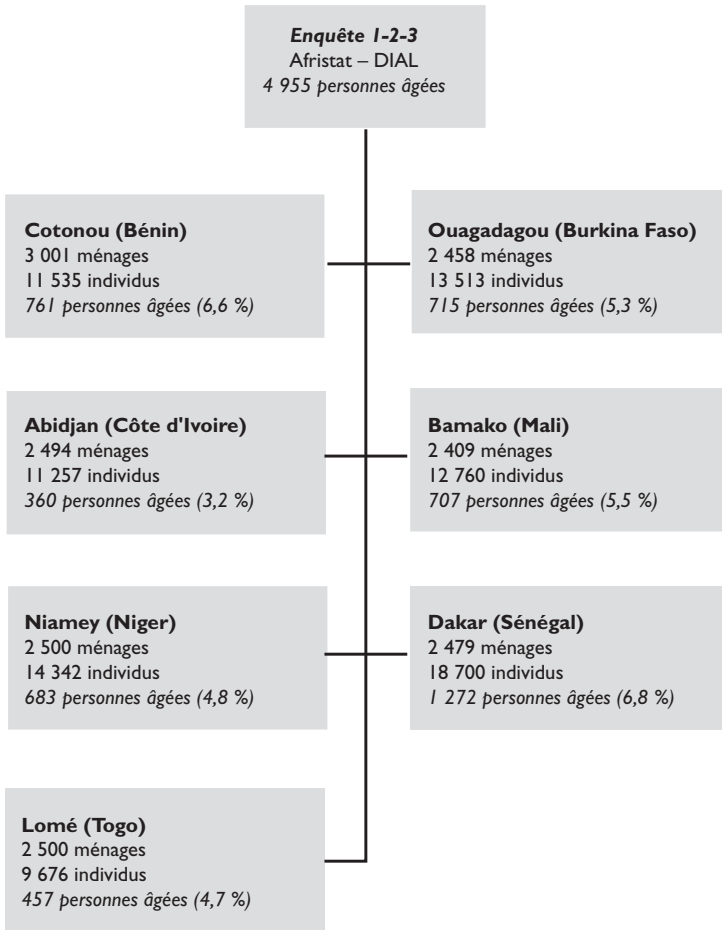 Enquête 1-2-3
Afristat – DIAL
4 955 personnes âgées
Cotonou (Bénin)
3 001 ménages
11 535 individus
761 personnes âgées (6,6 %)
Ouagadagou (Burkina Faso)
2 458 ménages
13 513 individus
715 personnes âgées (5,3 %)
Abidjan (Côte d'Ivoire)
2 494 ménages
11 257 individus
360 personnes âgées (3,2 %)
Bamako (Mali)
2 409 ménages
12 760 individus
707 personnes âgées (5,5 %)
Niamey (Niger)
2 500 ménages
14 342 individus
683 personnes âgées (4,8 %)
Dakar (Sénégal)
2 479 ménages
18 700 individus
1 272 personnes âgées (6,8 %)
Lomé (Togo)
2 500 ménages
9 676 individus
457 personnes âgées (4,7 %)